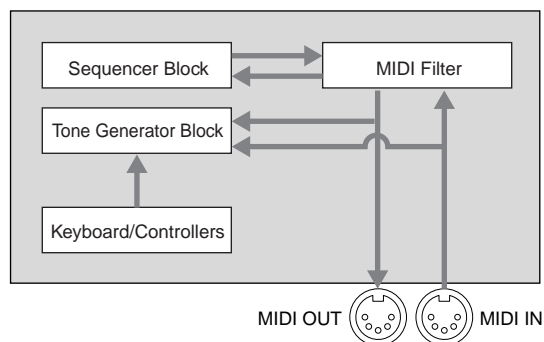 Sequencer Block
MIDI Filter
Tone Generator Block
Keyboard/Controllers
MIDI OUT
MIDI IN